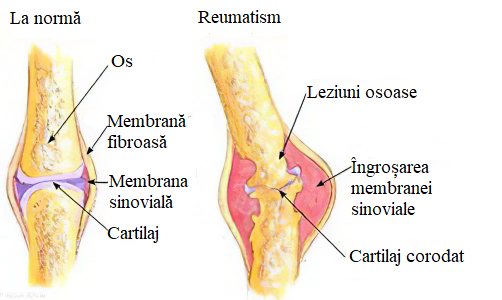 La normă
Reumatism
Os
Membrană
fibroasă
Membrana
sinovială
Cartilaj
Leziuni osoase
Îngroșarea
membranei
sinoviale
Cartilaj corodat